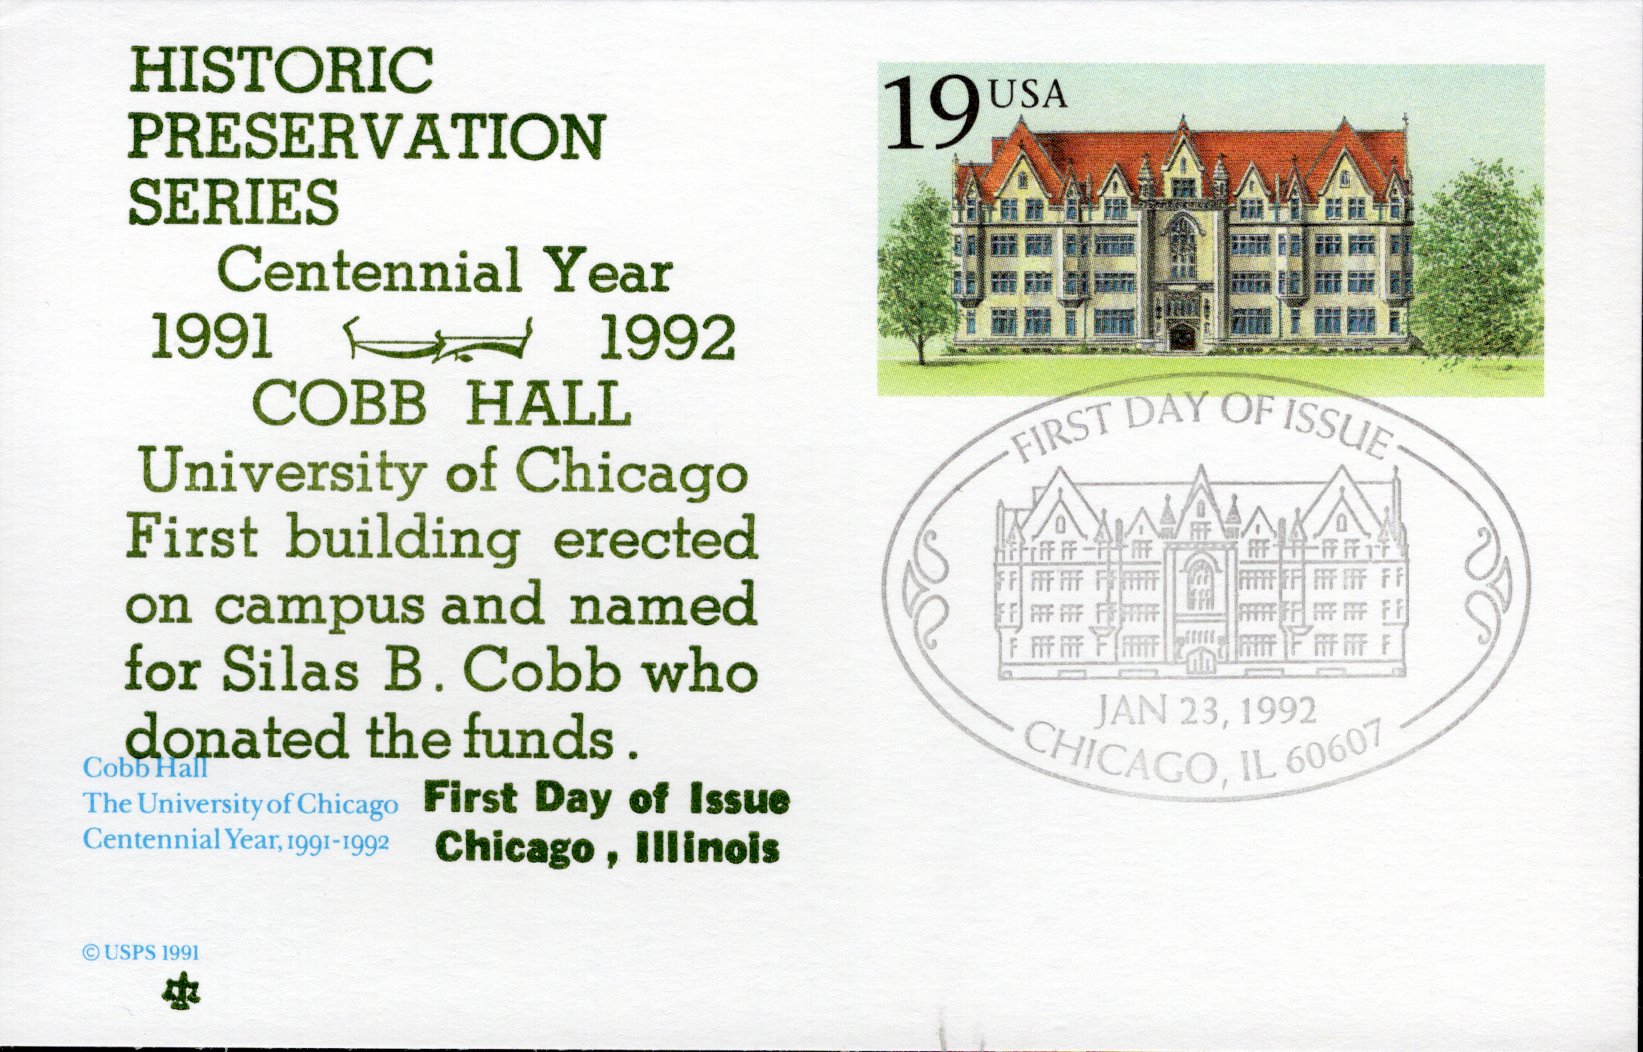 HISTORIC
PRESERVATION
SERIES
Centennial Year
1991 1992
COBB HALL
University of Chicago
First building erected
on campus and named
for Silas B. Cobb who
donated the funds.
First Day of Issue
Chicago, Illinois
Cobb Hall
The University of Chicago
Centennial Year, 1991-1992
© USPS 1991
19 USA
FIRST DAY OF ISSUE
JAN 23, 1992
CHICAGO, IL 60607